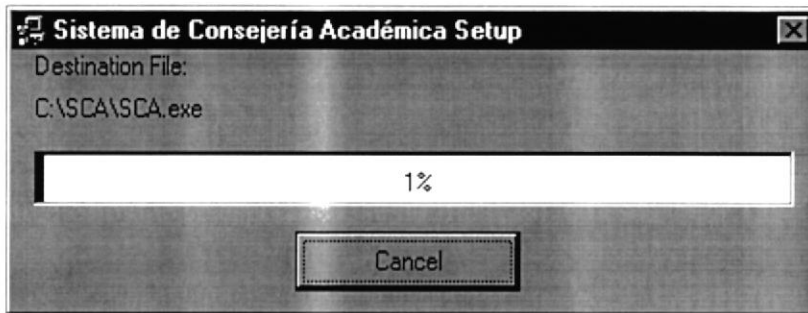 Sistema de Consejería Académica Setup
Destination File:
C:\SCA\SCA.exe
1%
Cancel